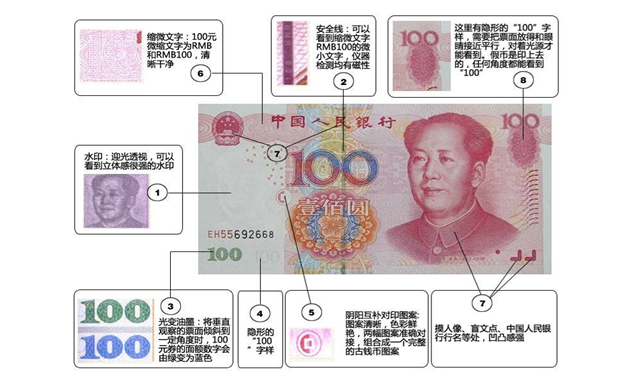 缩微文字：100元
微缩文字为RMB
和RMB100，清
晰干净
6
安全线：可以
看到缩微文字
RMB100的微
小文字，仪器
检测均有磁性
2
这里有隐形的“100”字
样，需要把票面放得和眼
睛接近平行，对着光源才
能看到。假币是印上去
的，任何角度都能看到
“100”
100
8
水印：迎光透视，可以
看到立体感很强的水印
1
中国人民银行
100
7
100
壹佰圆
EH55692668
100
100
100
100
3
光变油墨：将垂直
观察的票面倾斜到
一定角度时，100
元券的面额数字会
由绿变为蓝色
4
隐形的
“100
”字样
5
阴阳互补对印图案:
图案清晰，色彩鲜
艳，两幅图案准确对
接，组合成一个完整
的古钱币图案
7
摸人像、盲文点、中国人民银
行行名等处，凹凸感强